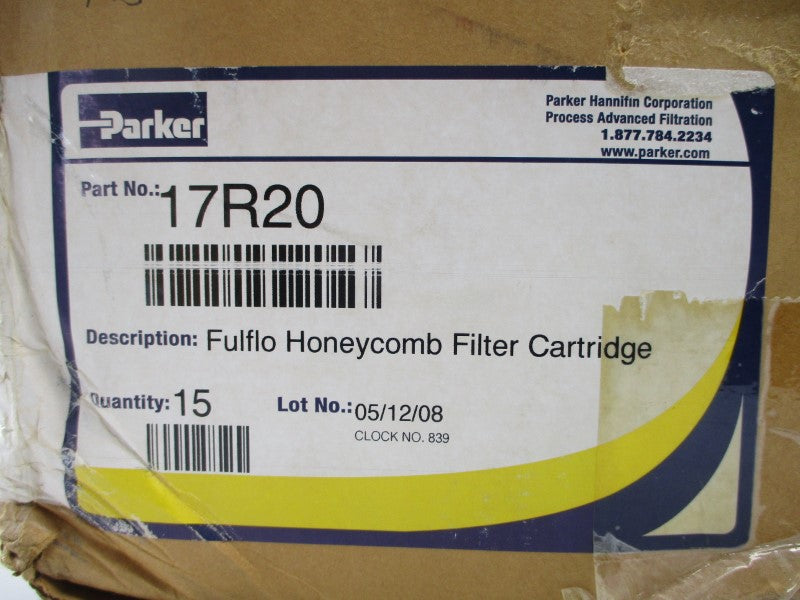 Parker
Parker Hannifin Corporation
Process Advanced Filtration
1.877.784.2234
www.parker.com
Part No.: 17R20
Description: Fulflo Honeycomb Filter Cartridge
Quantity: 15
Lot No.: 05/12/08
CLOCK NO. 839